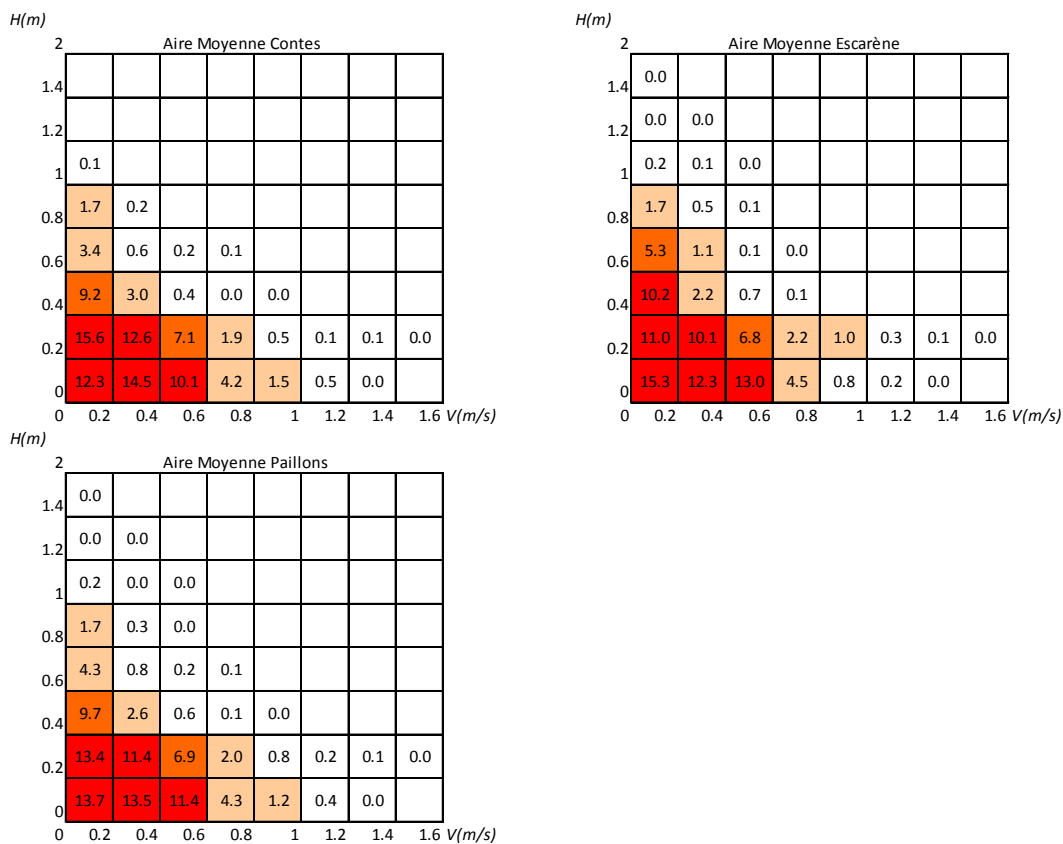 H(m)
2 Aire Moyenne Contes
1.4
1.2
0.1
1
1.7 0.2
0.8
3.4 0.6 0.2 0.1
0.6
9.2 3.0 0.4 0.0 0.0
0.4
15.6 12.6 7.1 1.9 0.5 0.1 0.1 0.0
0.2
12.3 14.5 10.1 4.2 1.5 0.5 0.0
0
0 0.2 0.4 0.6 0.8 1 1.2 1.4 1.6 V(m/s)
H(m)
2 Aire Moyenne Escarène
0.0
1.4
0.0 0.0
1.2
0.2 0.1 0.0
1
1.7 0.5 0.1
0.8
5.3 1.1 0.1 0.0
0.6
10.2 2.2 0.7 0.1
0.4
11.0 10.1 6.8 2.2 1.0 0.3 0.1 0.0
0.2
15.3 12.3 13.0 4.5 0.8 0.2 0.0
0
0 0.2 0.4 0.6 0.8 1 1.2 1.4 1.6 V(m/s)
H(m)
2 Aire Moyenne Paillons
0.0
1.4
0.0 0.0
1.2
0.2 0.0 0.0
1
1.7 0.3 0.0
0.8
4.3 0.8 0.2 0.1
0.6
9.7 2.6 0.6 0.1 0.0
0.4
13.4 11.4 6.9 2.0 0.8 0.2 0.1 0.0
0.2
13.7 13.5 11.4 4.3 1.2 0.4 0.0
0
0 0.2 0.4 0.6 0.8 1 1.2 1.4 1.6 V(m/s)